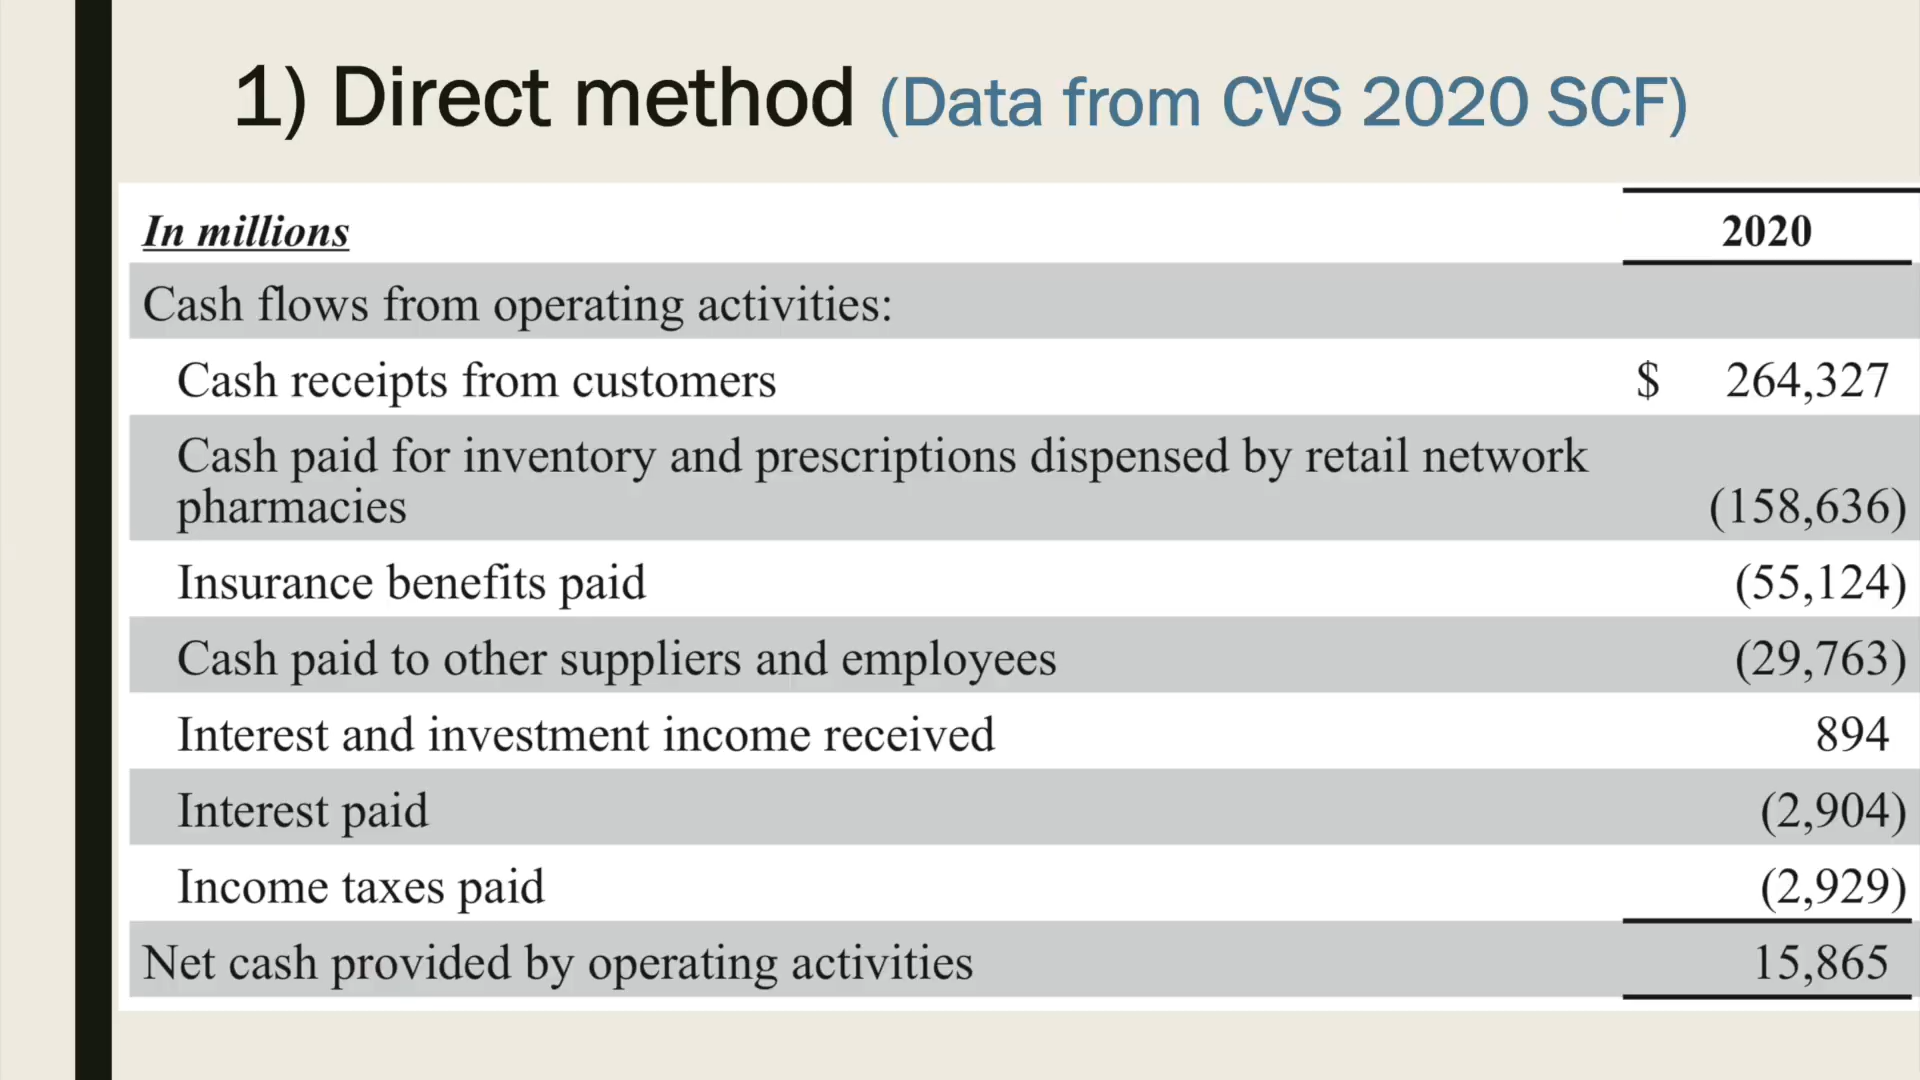 1) Direct method (Data from CVS 2020 SCF)
In millions 2020
Cash flows from operating activities:
Cash receipts from customers $ 264,327
Cash paid for inventory and prescriptions dispensed by retail network
pharmacies (158,636)
Insurance benefits paid (55,124)
Cash paid to other suppliers and employees (29,763)
Interest and investment income received 894
Interest paid (2,904)
Income taxes paid (2,929)
Net cash provided by operating activities 15,865